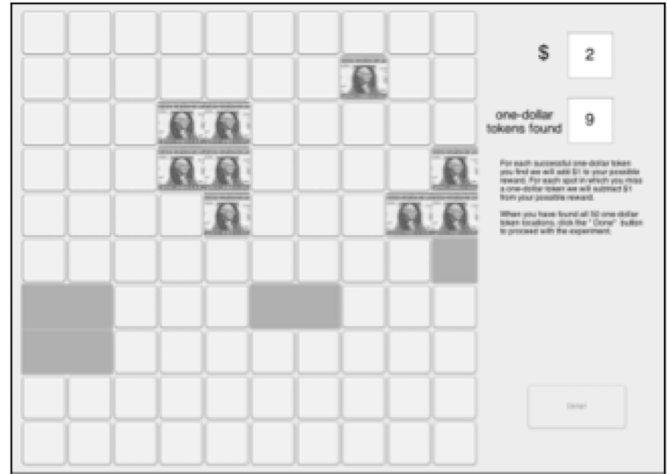 $ 2
one-dollar
tokens found 9
For each successful one-dollar token
you find we will add $1 to your possible
reward. For each spot in which you miss
a one-dollar token we will subtract $1
from your possible reward.
When you have found all 50 one-dollar
token locations, click the "Done" button
to proceed with the experiment.